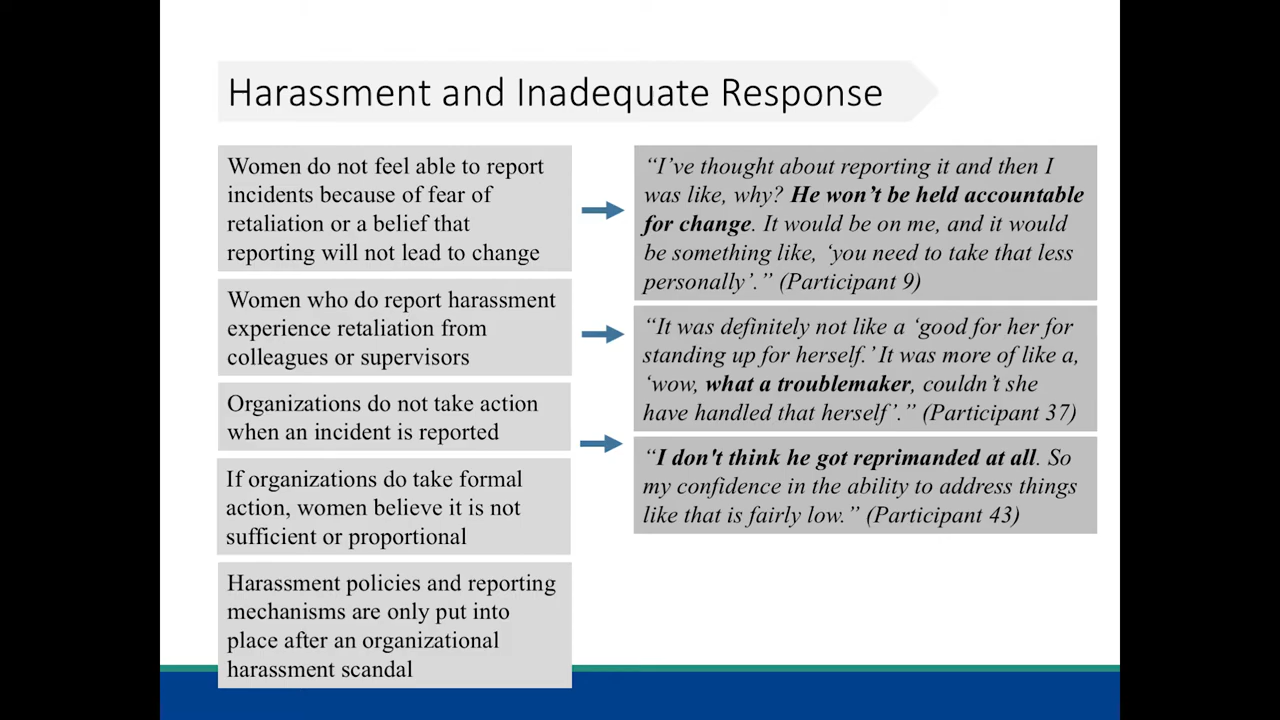 Harassment and Inadequate Response
Women do not feel able to report
incidents because of fear of
retaliation or a belief that
reporting will not lead to change
“I’ve thought about reporting it and then I
was like, why? He won’t be held accountable
for change. It would be on me, and it would
be something like, ‘you need to take that less
personally’.” (Participant 9)
Women who do report harassment
experience retaliation from
colleagues or supervisors
“It was definitely not like a ‘good for her for
standing up for herself.’ It was more of like a,
‘wow, what a troublemaker, couldn’t she
have handled that herself’.” (Participant 37)
Organizations do not take action
when an incident is reported
“I don't think he got reprimanded at all. So
my confidence in the ability to address things
like that is fairly low.” (Participant 43)
If organizations do take formal
action, women believe it is not
sufficient or proportional
Harassment policies and reporting
mechanisms are only put into
place after an organizational
harassment scandal